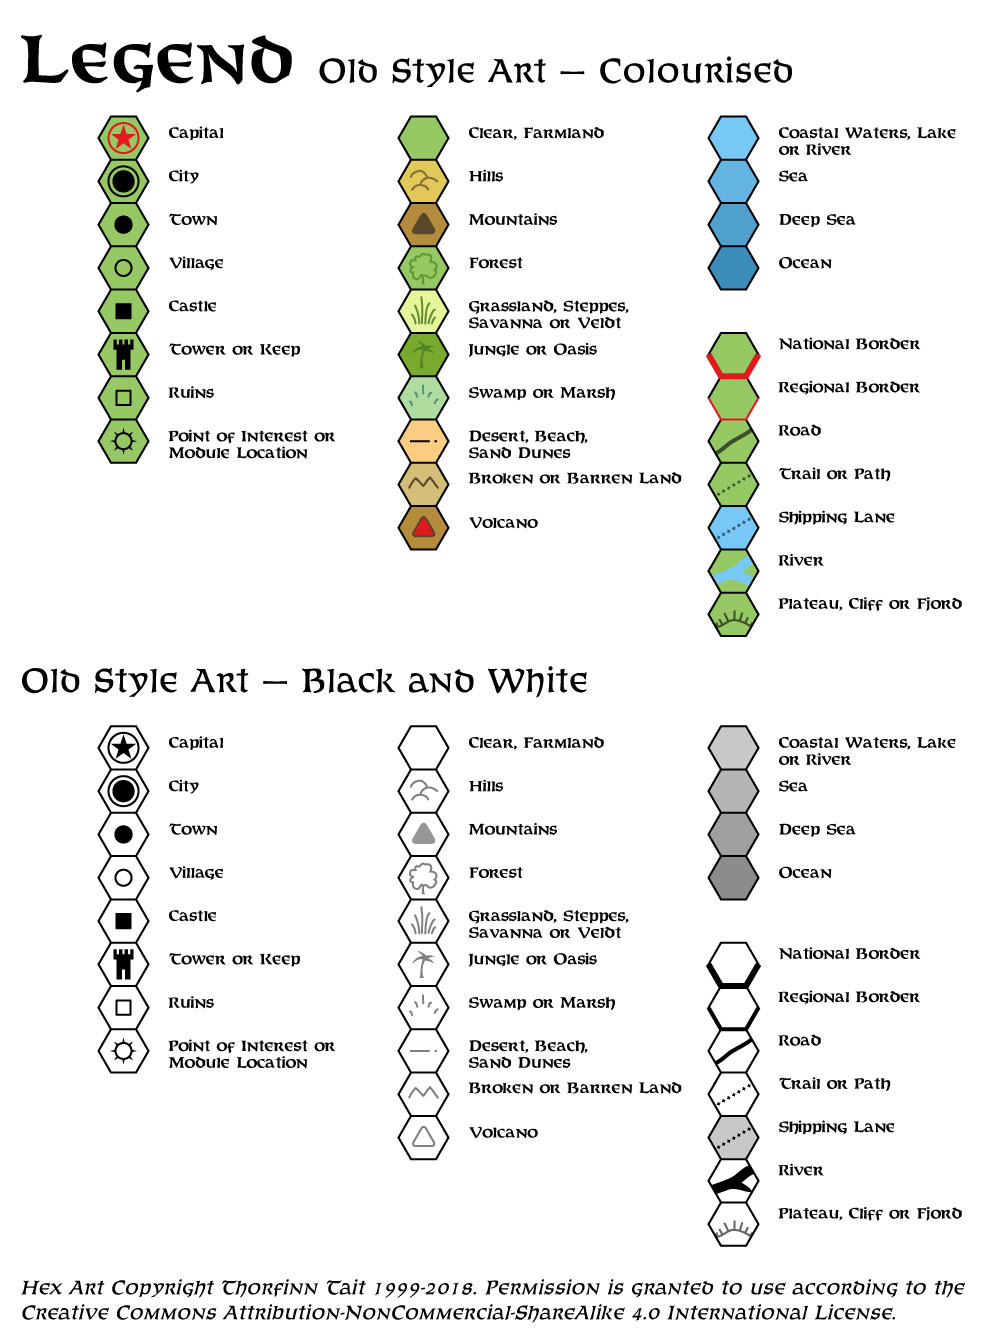 Legend Old Style Art – Colourised
Capital
City
Town
Village
Castle
Tower or Keep
Ruins
Point of Interest or
Module Location
Clear, Farmland
Hills
Mountains
Forest
Grassland, Steppes,
Savanna or Veldt
Jungle or Oasis
Swamp or Marsh
Desert, Beach,
Sand Dunes
Broken or Barren Land
Volcano
Coastal Waters, Lake
or River
Sea
Deep Sea
Ocean
National Border
Regional Border
Road
Trail or Path
Shipping Lane
River
Plateau, Cliff or Fjord
Old Style Art – Black and White
Capital
City
Town
Village
Castle
Tower or Keep
Ruins
Point of Interest or
Module Location
Clear, Farmland
Hills
Mountains
Forest
Grassland, Steppes,
Savanna or Veldt
Jungle or Oasis
Swamp or Marsh
Desert, Beach,
Sand Dunes
Broken or Barren Land
Volcano
Coastal Waters, Lake
or River
Sea
Deep Sea
Ocean
National Border
Regional Border
Road
Trail or Path
Shipping Lane
River
Plateau, Cliff or Fjord
Hex Art Copyright Thorfinn Tait 1999-2018. Permission is granted to use according to the
Creative Commons Attribution-NonCommercial-ShareAlike 4.0 International License.